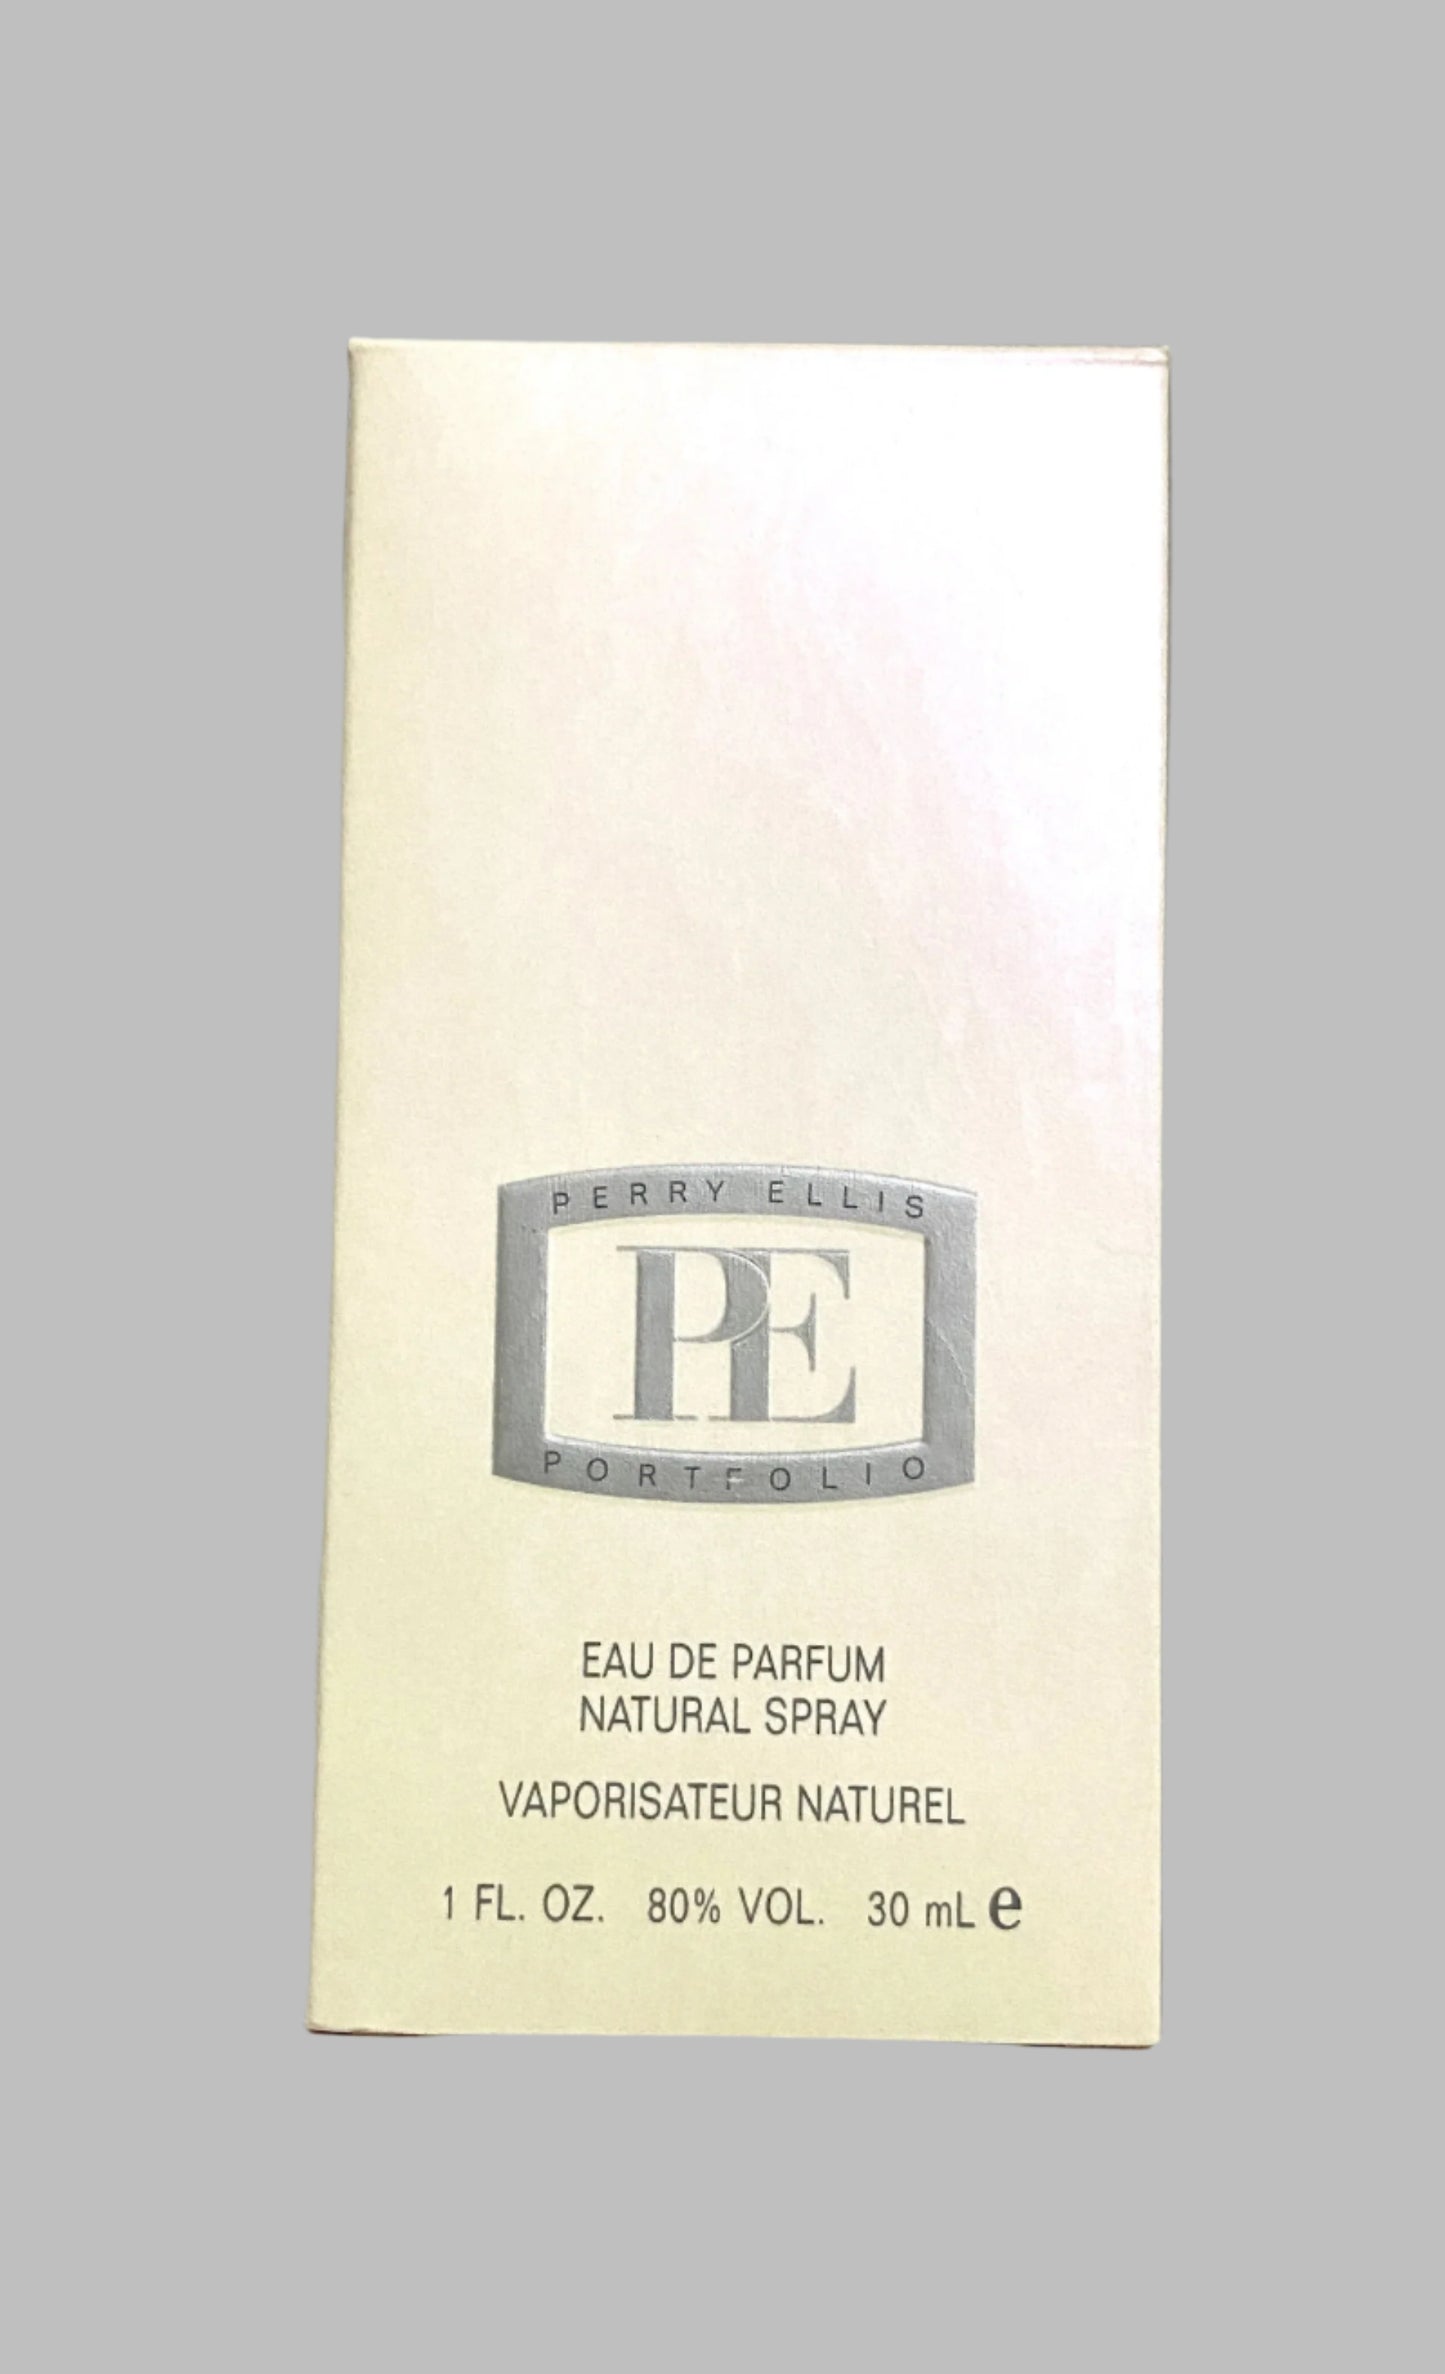 PERRY ELLIS
PE
PORTFOLIO
EAU DE PARFUM
NATURAL SPRAY
VAPORISATEUR NATUREL
1 FL. OZ. 80% VOL. 30 mL e